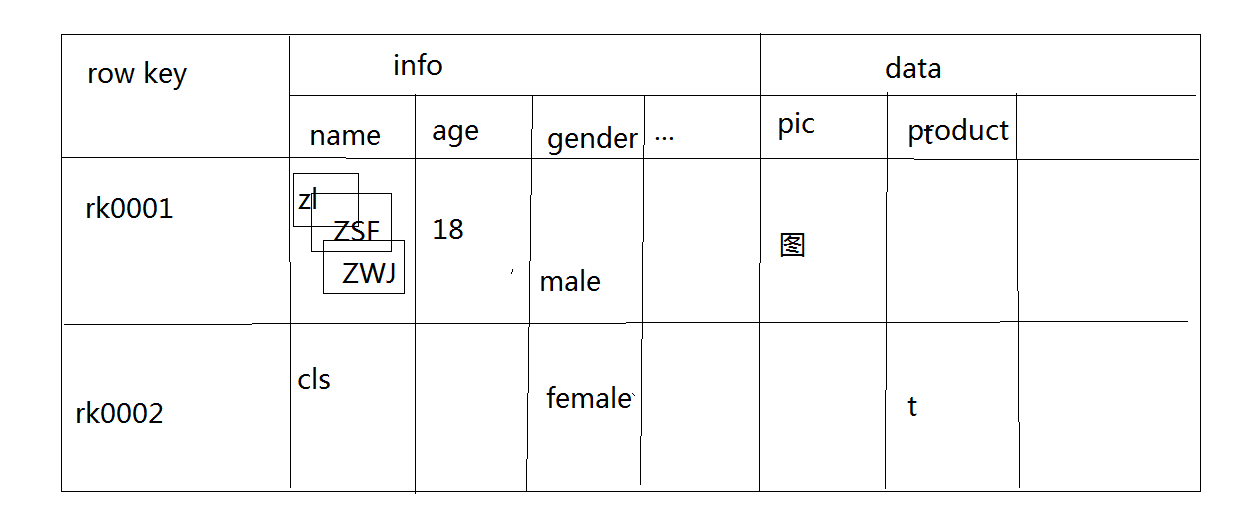 row key info data
name age gender ... pic product
rk0001 zl ZSF ZWJ 18 male 图
rk0002 cls female t